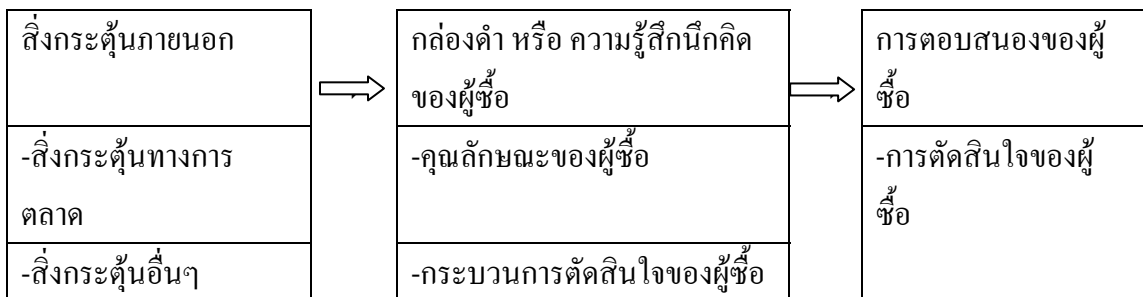 สิ่งกระตุ้นภายนอก
กล่องดำ หรือ ความรู้สึกนึกคิด
ของผู้ซื้อ
การตอบสนองของผู้
ซื้อ
-สิ่งกระตุ้นทางการ
ตลาด
-คุณลักษณะของผู้ซื้อ
-การตัดสินใจของผู้
ซื้อ
-สิ่งกระตุ้นอื่นๆ
-กระบวนการตัดสินใจของผู้ซื้อ